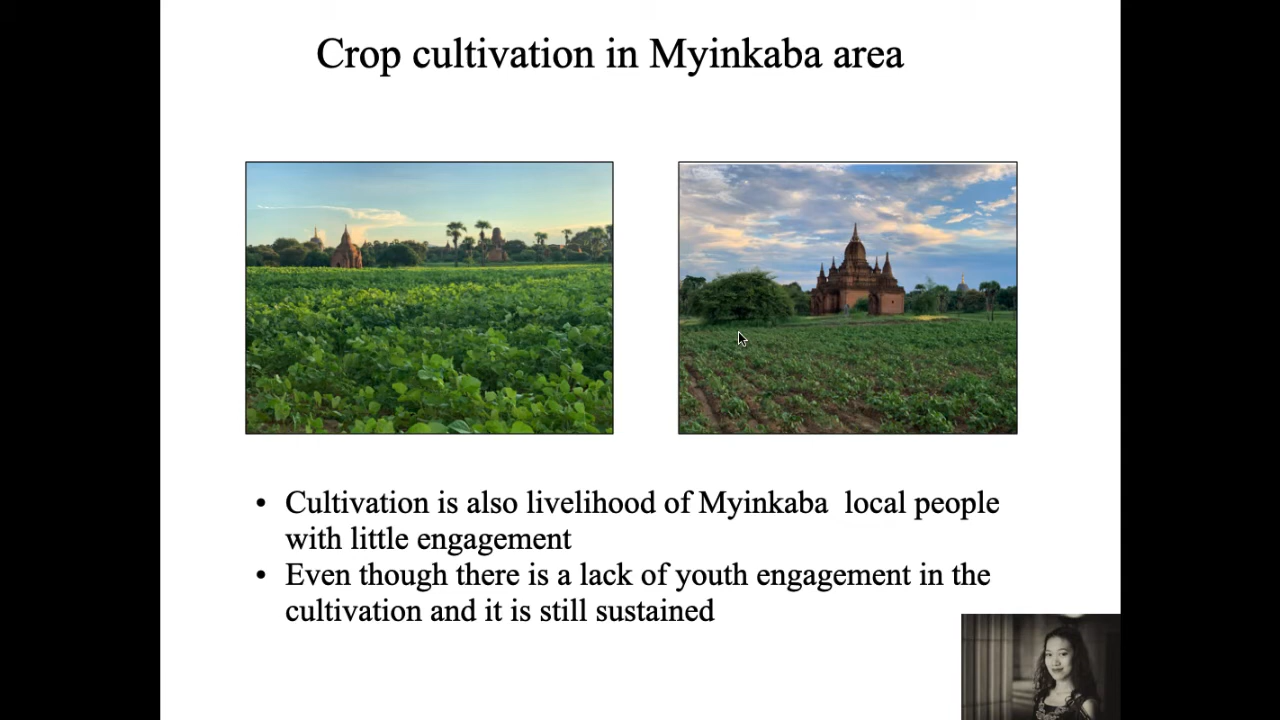 Crop cultivation in Myinkaba area
• Cultivation is also livelihood of Myinkaba  local people
with little engagement
• Even though there is a lack of youth engagement in the
cultivation and it is still sustained